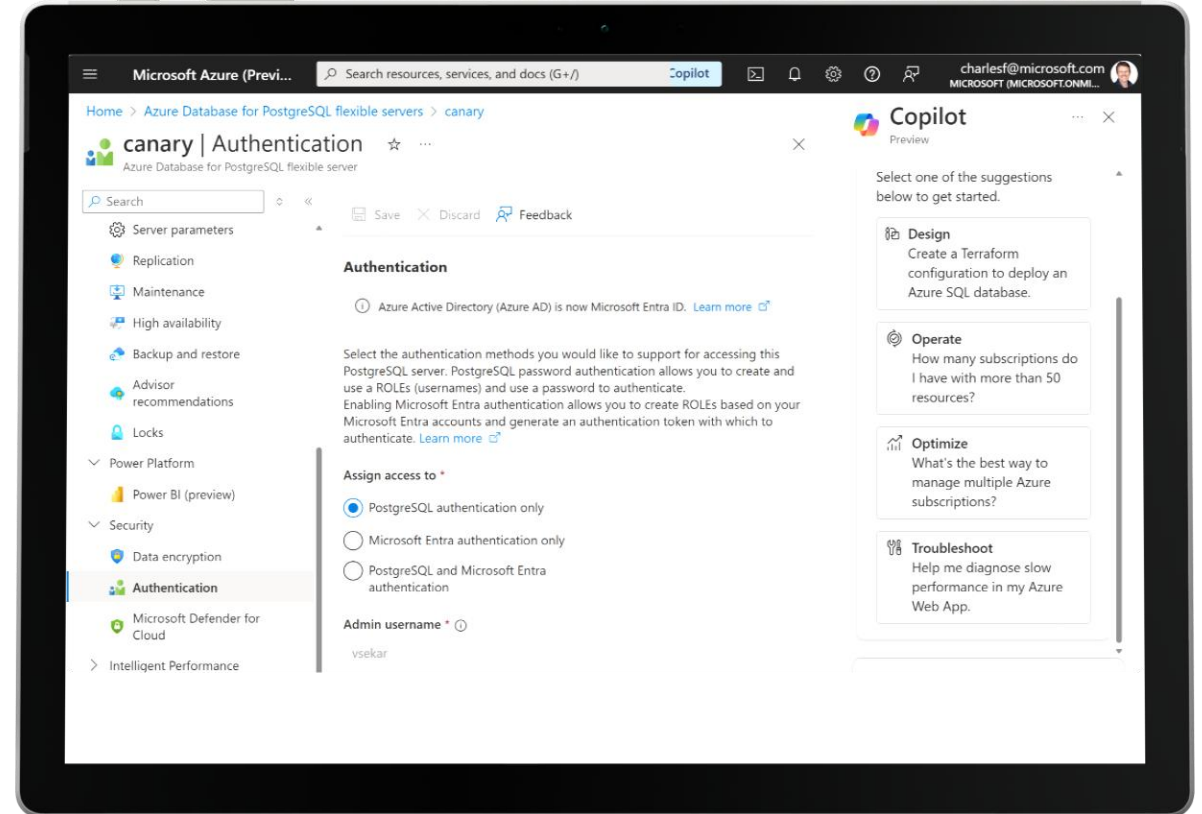 Microsoft Azure (Previ...
Search resources, services, and docs (G+/)
Copilot
charlesf@microsoft.com
MICROSOFT (MICROSOFT.ONMI...
Home > Azure Database for PostgreSQL flexible servers > canary
canary | Authentication
Azure Database for PostgreSQL flexible server
Search
Server parameters
Replication
Maintenance
High availability
Backup and restore
Advisor
recommendations
Locks
Power Platform
Power BI (preview)
Security
Data encryption
Authentication
Microsoft Defender for
Cloud
Intelligent Performance
Save
Discard
Feedback
Authentication
Azure Active Directory (Azure AD) is now Microsoft Entra ID. Learn more
Select the authentication methods you would like to support for accessing this
PostgreSQL server. PostgreSQL password authentication allows you to create and
use a ROLEs (usernames) and use a password to authenticate.
Enabling Microsoft Entra authentication allows you to create ROLEs based on your
Microsoft Entra accounts and generate an authentication token with which to
authenticate. Learn more
Assign access to *
PostgreSQL authentication only
Microsoft Entra authentication only
PostgreSQL and Microsoft Entra
authentication
Admin username *
vsekar
Copilot
Preview
Select one of the suggestions
below to get started.
Design
Create a Terraform
configuration to deploy an
Azure SQL database.
Operate
How many subscriptions do
I have with more than 50
resources?
Optimize
What's the best way to
manage multiple Azure
subscriptions?
Troubleshoot
Help me diagnose slow
performance in my Azure
Web App.